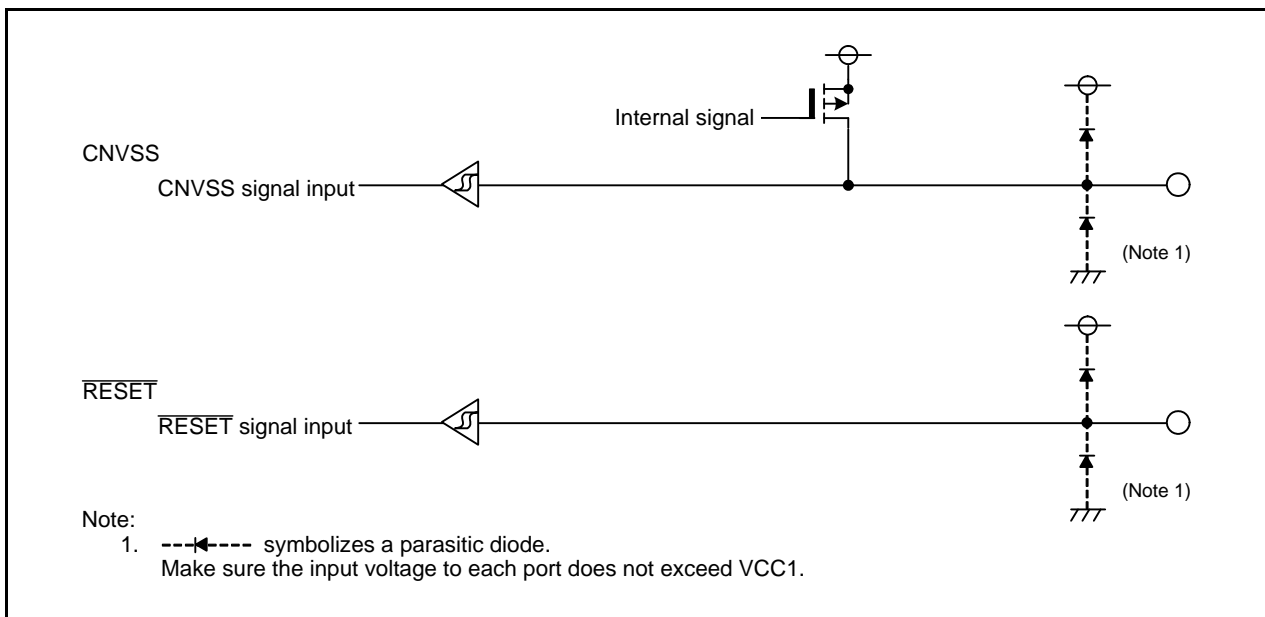 Internal signal
CNVSS
CNVSS signal input
(Note 1)
RESET
RESET signal input
(Note 1)
Note:
1. symbolizes a parasitic diode.
Make sure the input voltage to each port does not exceed VCC1.